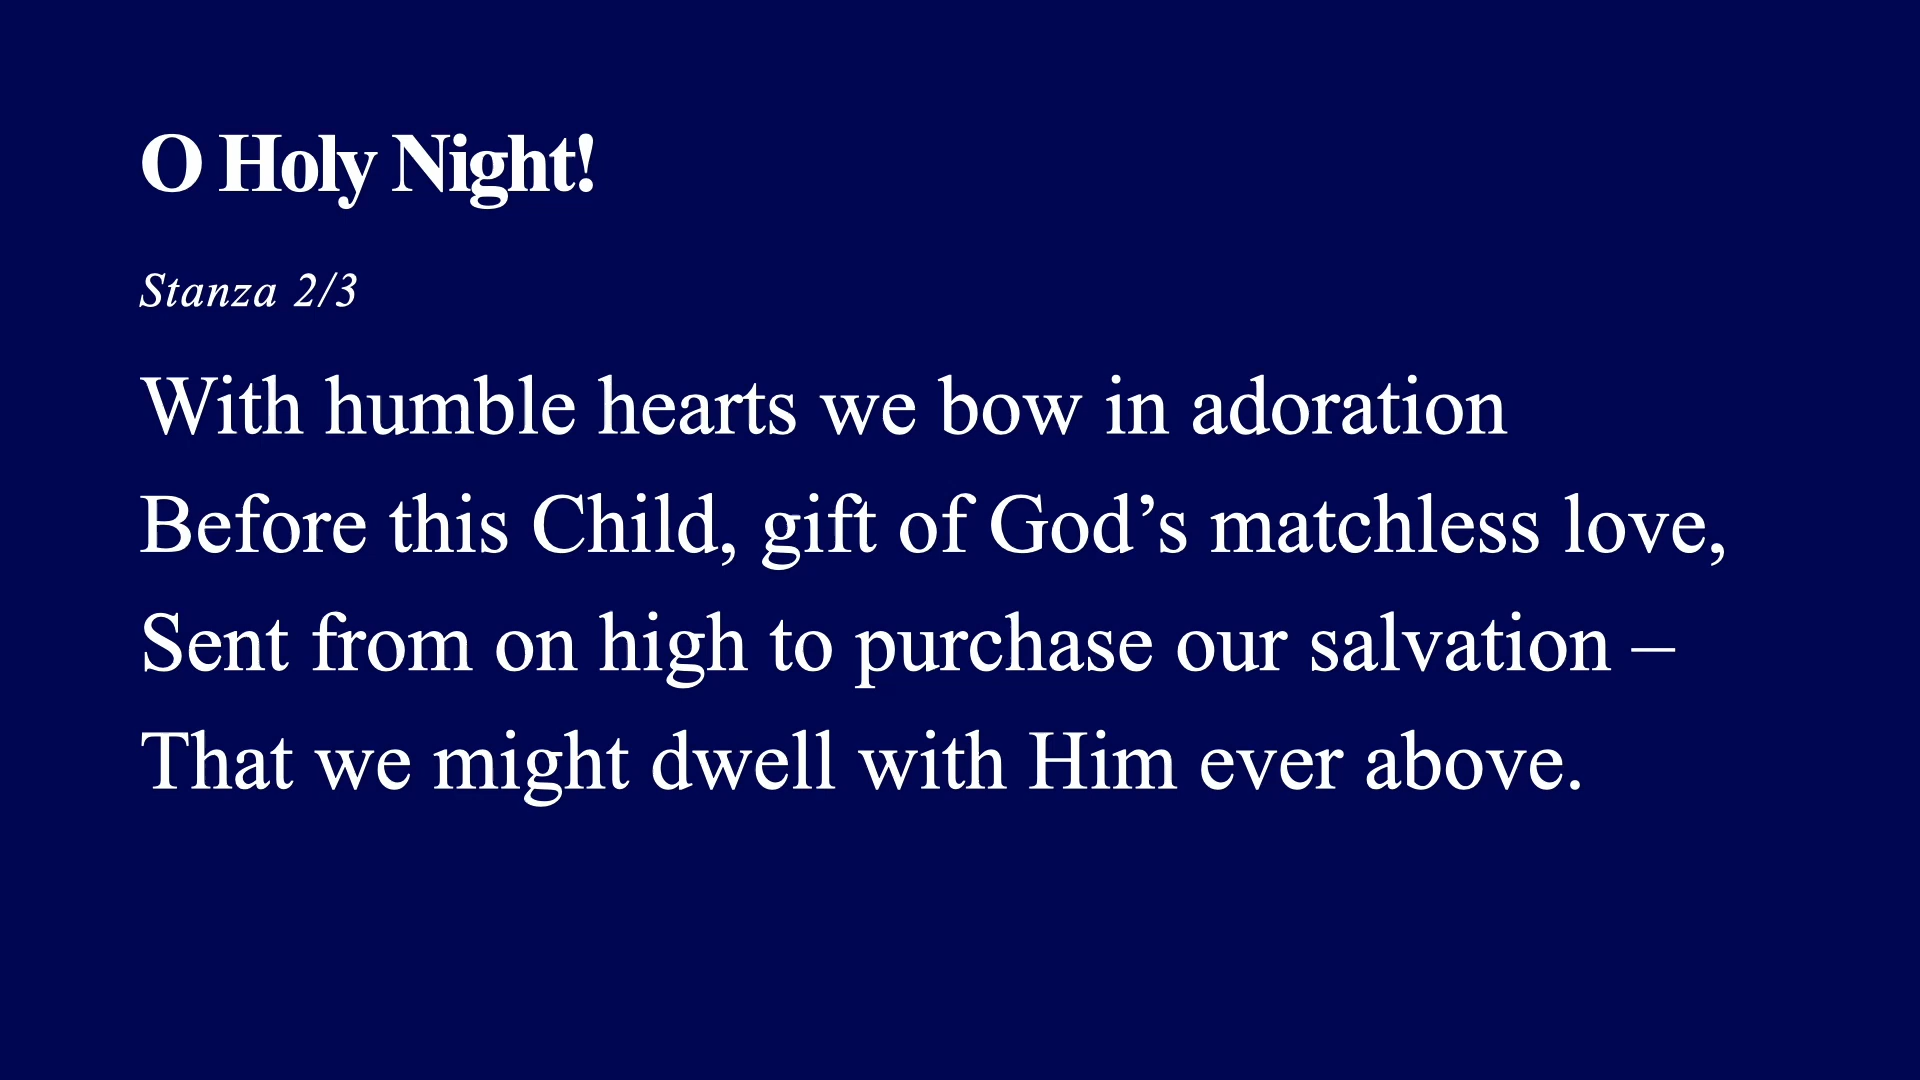 O Holy Night!
Stanza 2/3
With humble hearts we bow in adoration
Before this Child, gift of God’s matchless love,
Sent from on high to purchase our salvation –
That we might dwell with Him ever above.